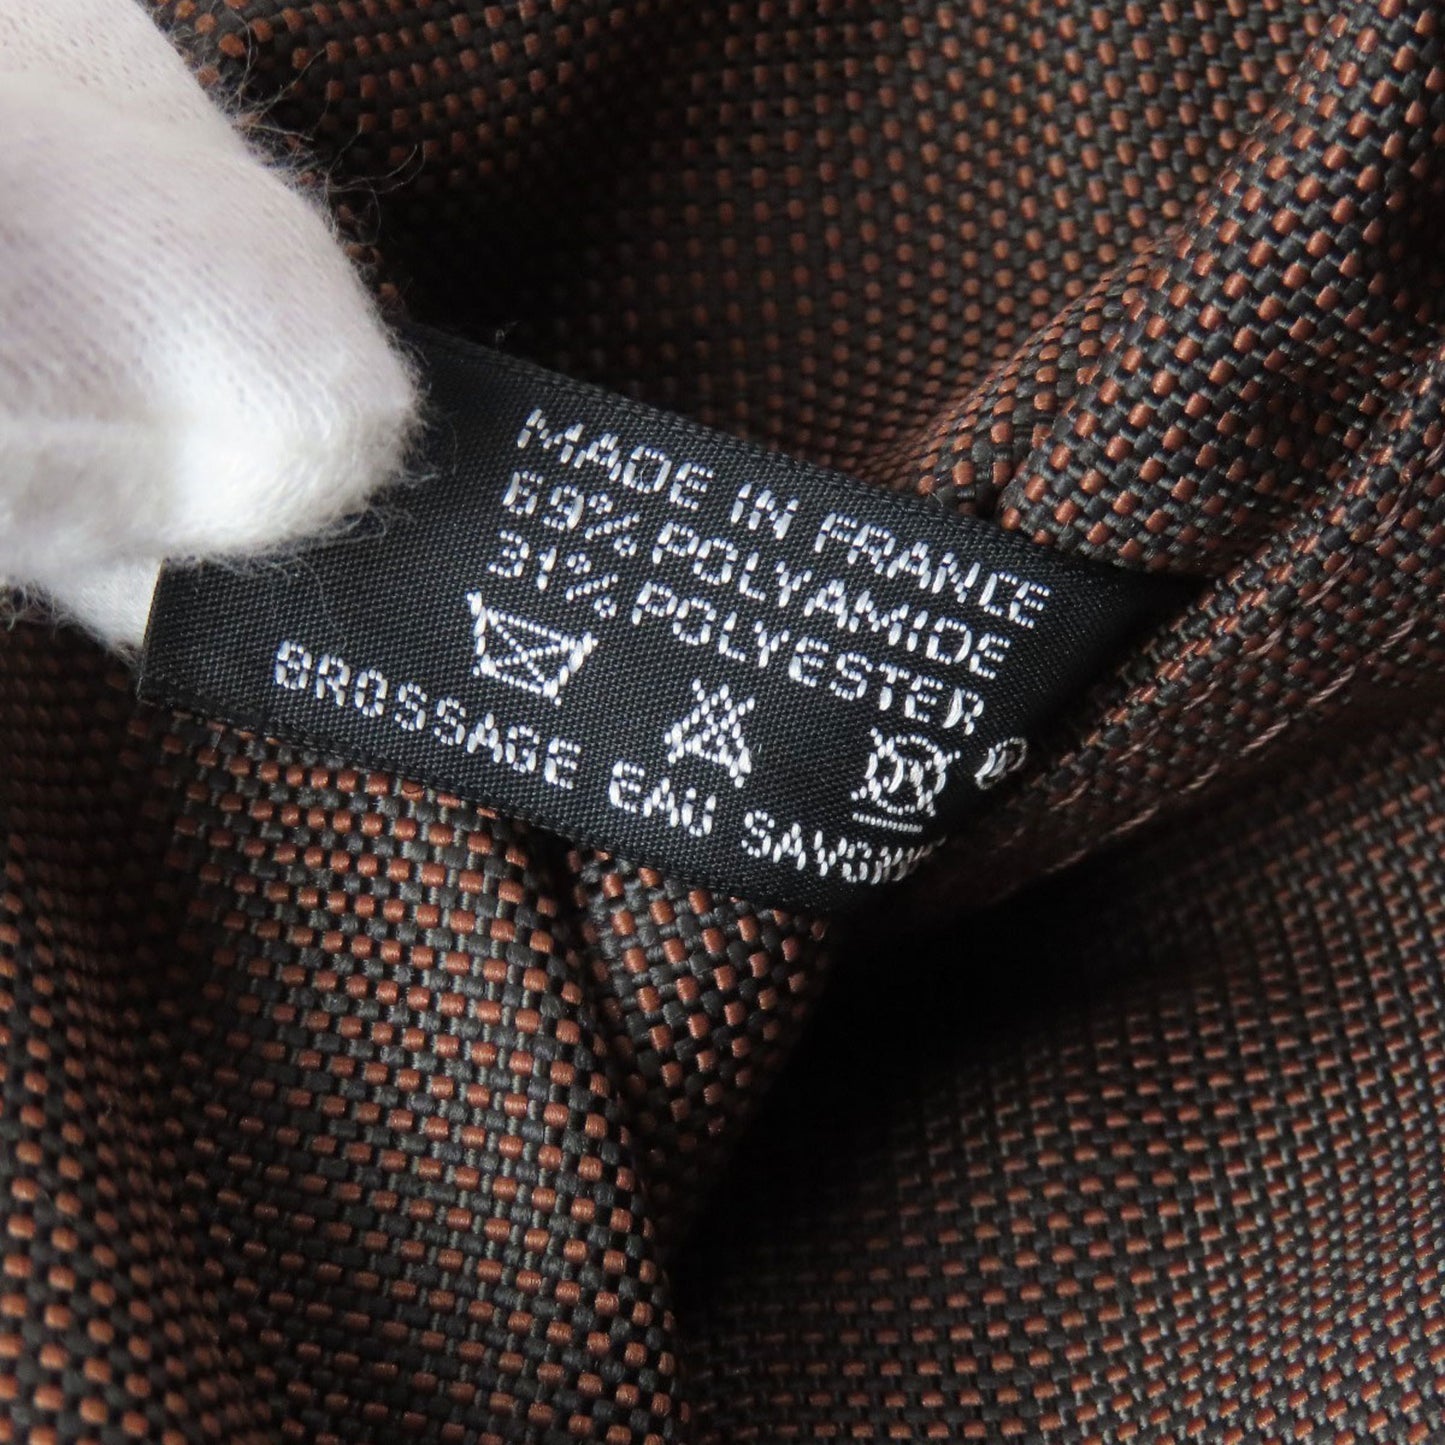 MADE IN FRANCE
69% POLYAMIDE
31% POLYESTER
BROSSAGE EAU